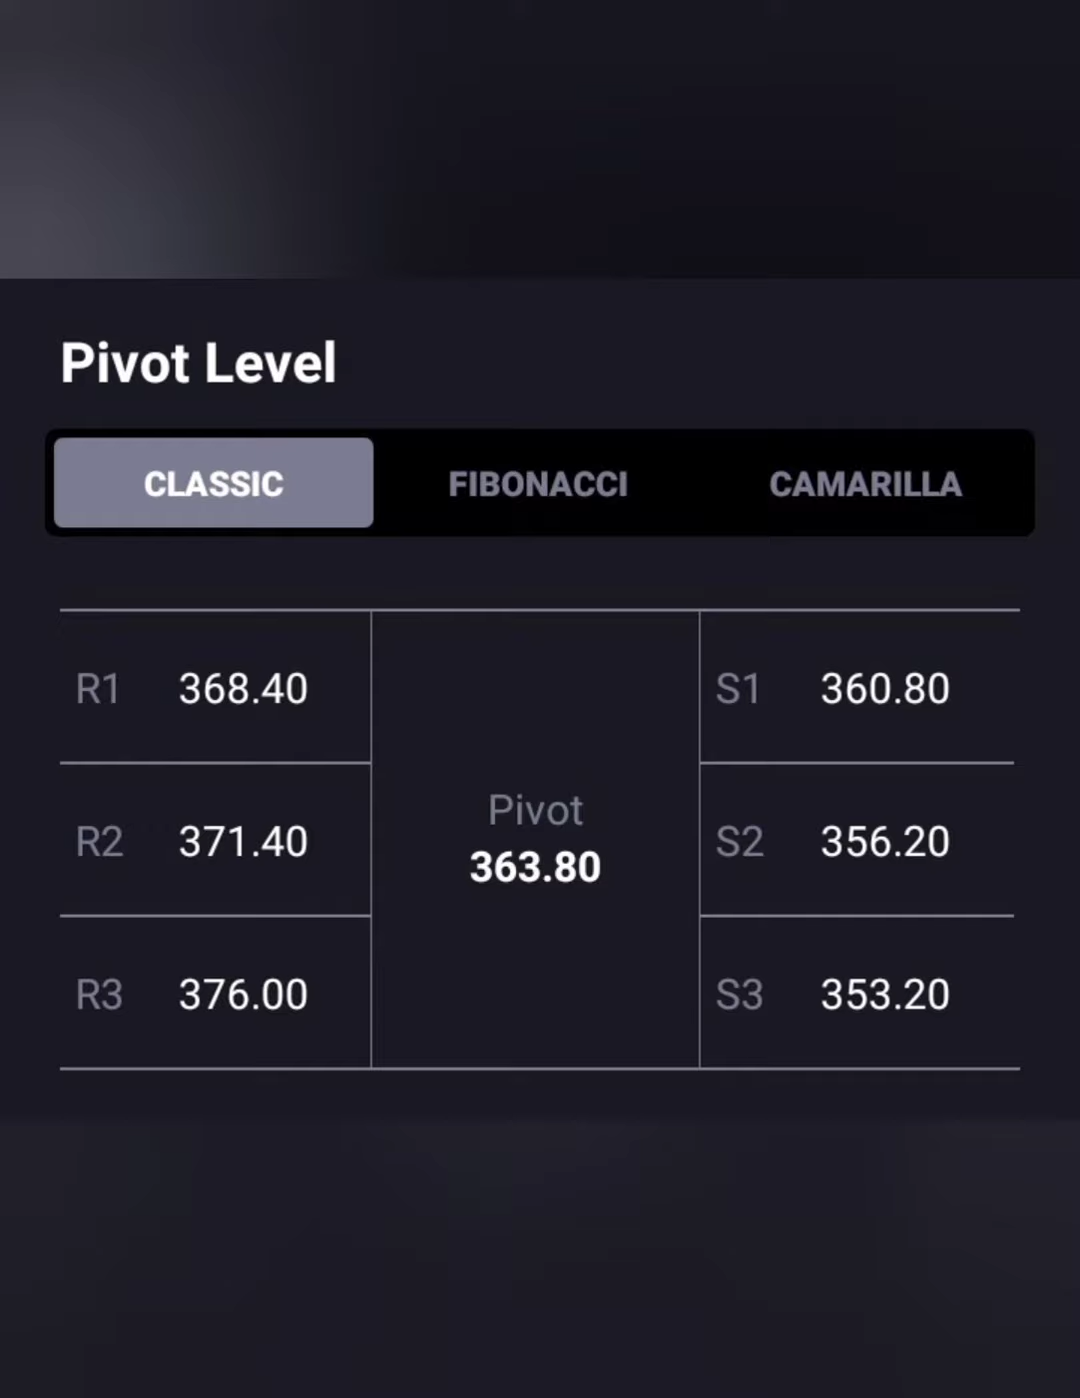 Pivot Level
CLASSIC FIBONACCI CAMARILLA
R1 368.40 S1 360.80
Pivot
R2 371.40 363.80 S2 356.20
R3 376.00 S3 353.20